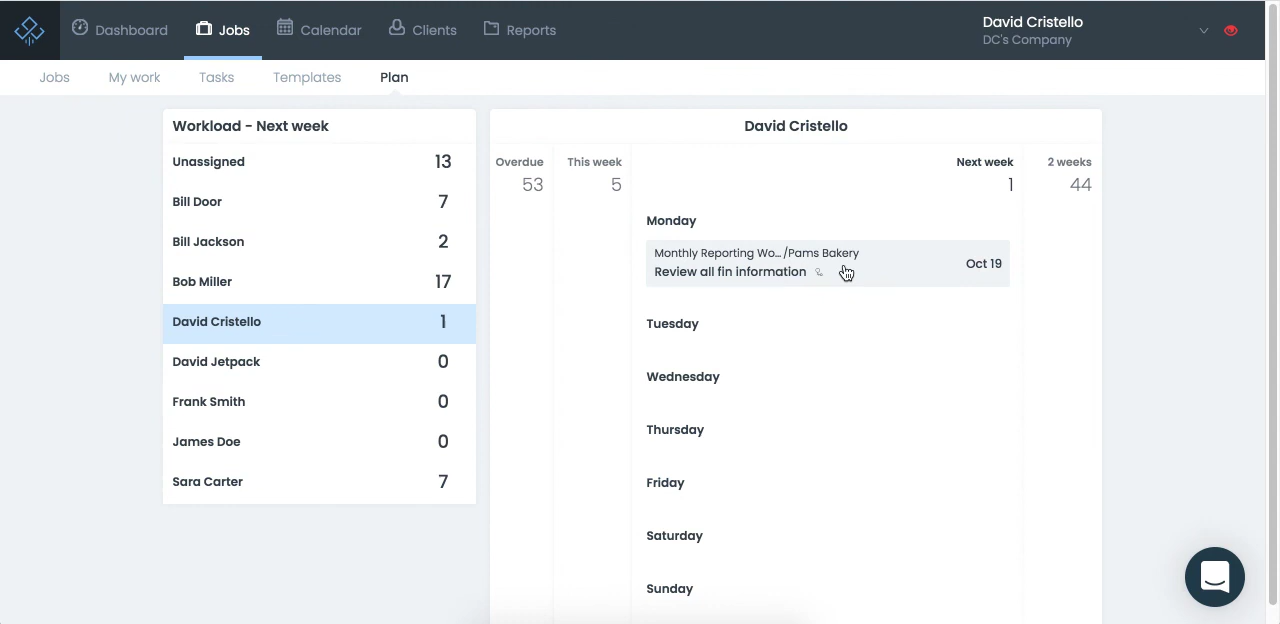 Dashboard
Jobs
Calendar
Clients
Reports
David Cristello
DC's Company
Jobs
My work
Tasks
Templates
Plan
Workload - Next week
Unassigned 13
Bill Door 7
Bill Jackson 2
Bob Miller 17
David Cristello 1
David Jetpack 0
Frank Smith 0
James Doe 0
Sara Carter 7
David Cristello
Overdue
53
This week
5
Next week
1
2 weeks
44
Monday
Monthly Reporting Wo... /Pams Bakery
Review all fin information
Oct 19
Tuesday
Wednesday
Thursday
Friday
Saturday
Sunday